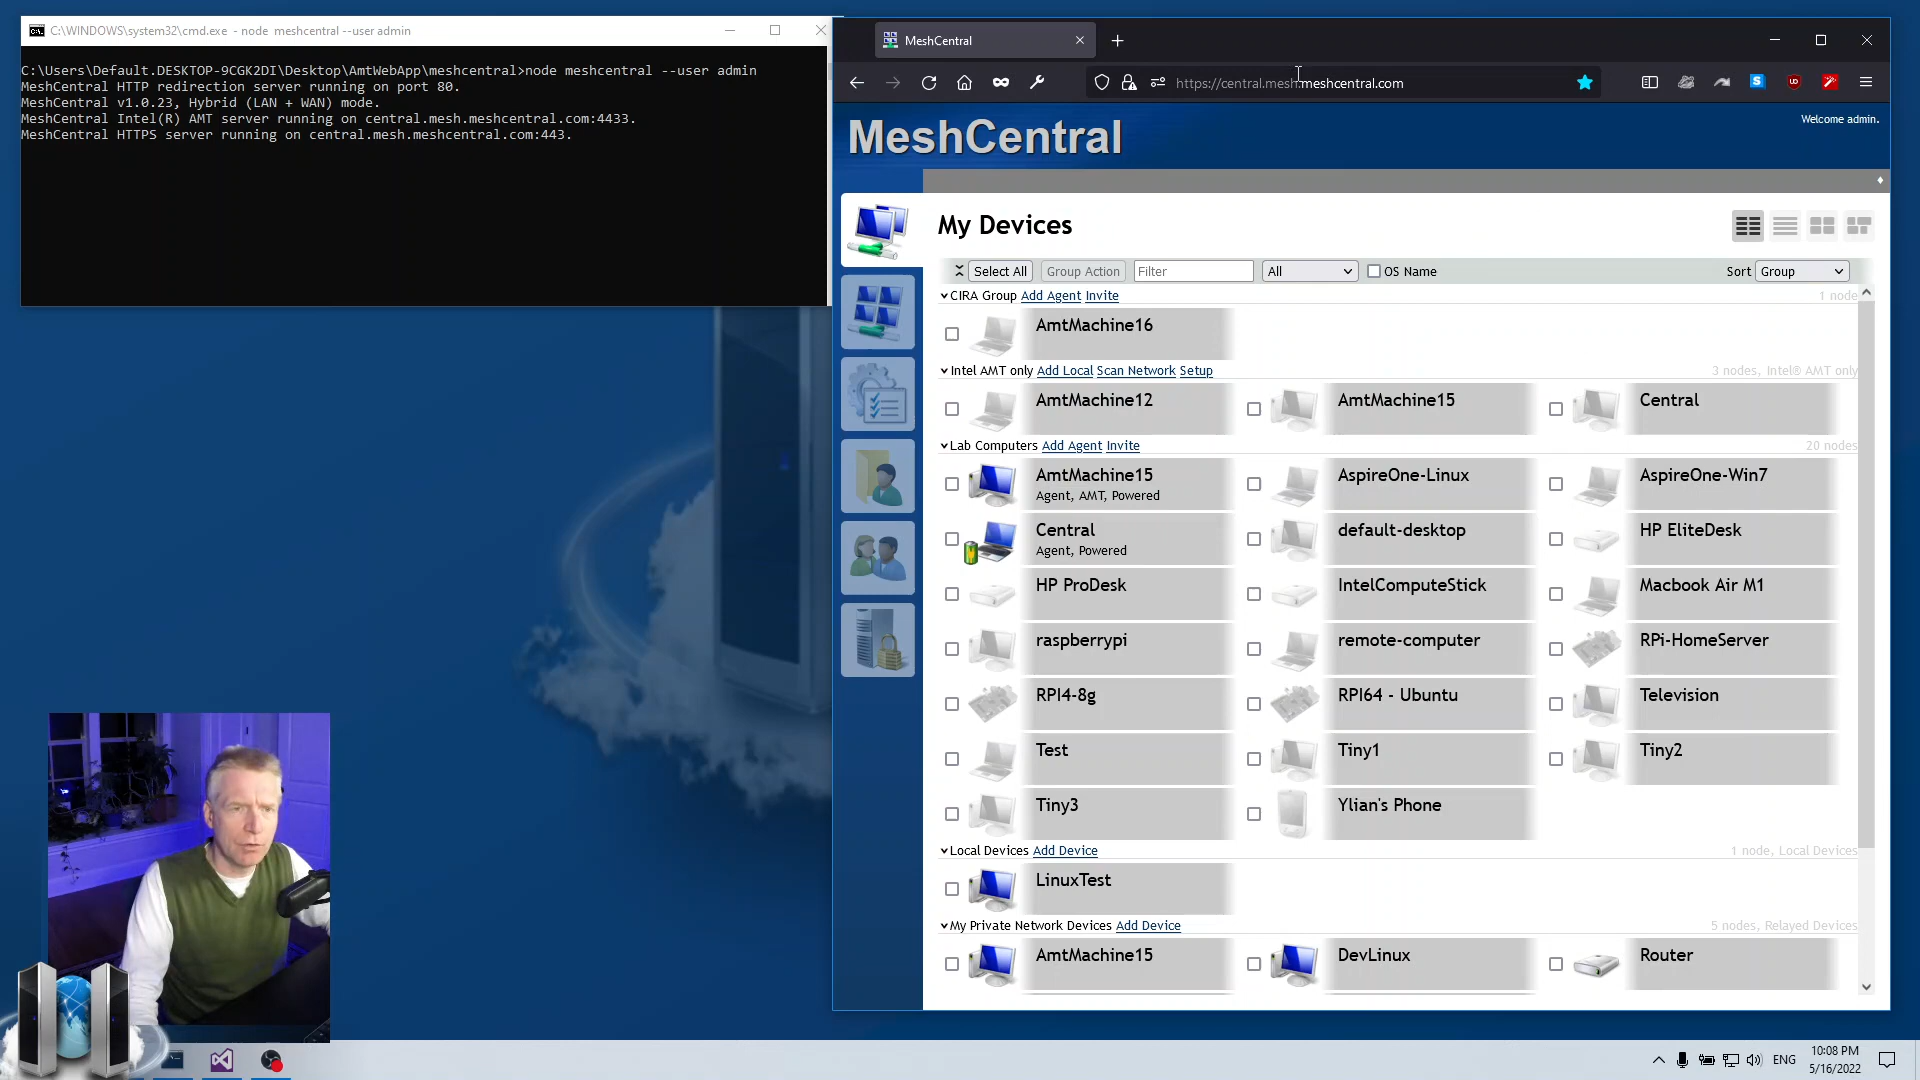 C:\WINDOWS\system32\cmd.exe - node meshcentral --user admin
C:\Users\Default.DESKTOP-9CGK2DI\Desktop\AmtWebApp\meshcentral>node meshcentral --user admin
MeshCentral HTTP redirection server running on port 80.
MeshCentral v1.0.23, Hybrid (LAN + WAN) mode.
MeshCentral Intel(R) AMT server running on central.mesh.meshcentral.com:4433.
MeshCentral HTTPS server running on central.mesh.meshcentral.com:443.
MeshCentral
https://central.mesh.meshcentral.com
MeshCentral
Welcome admin.
My Devices
Select All Group Action Filter All OS Name Sort Group
CIRA Group Add Agent Invite 1 node
AmtMachine16
Intel AMT only Add Local Scan Network Setup 3 nodes, Intel® AMT only
AmtMachine12 AmtMachine15 Central
Lab Computers Add Agent Invite 20 nodes
AmtMachine15 AspireOne-Linux AspireOne-Win7
Agent, AMT, Powered
Central default-desktop HP EliteDesk
Agent, Powered
HP ProDesk IntelComputeStick Macbook Air M1
raspberrypi remote-computer RPi-HomeServer
RPI4-8g RPI64 - Ubuntu Television
Test Tiny1 Tiny2
Tiny3 Ylian's Phone
Local Devices Add Device 1 node, Local Devices
LinuxTest
My Private Network Devices Add Device 5 nodes, Relayed Devices
AmtMachine15 DevLinux Router
ENG
10:08 PM
5/16/2022